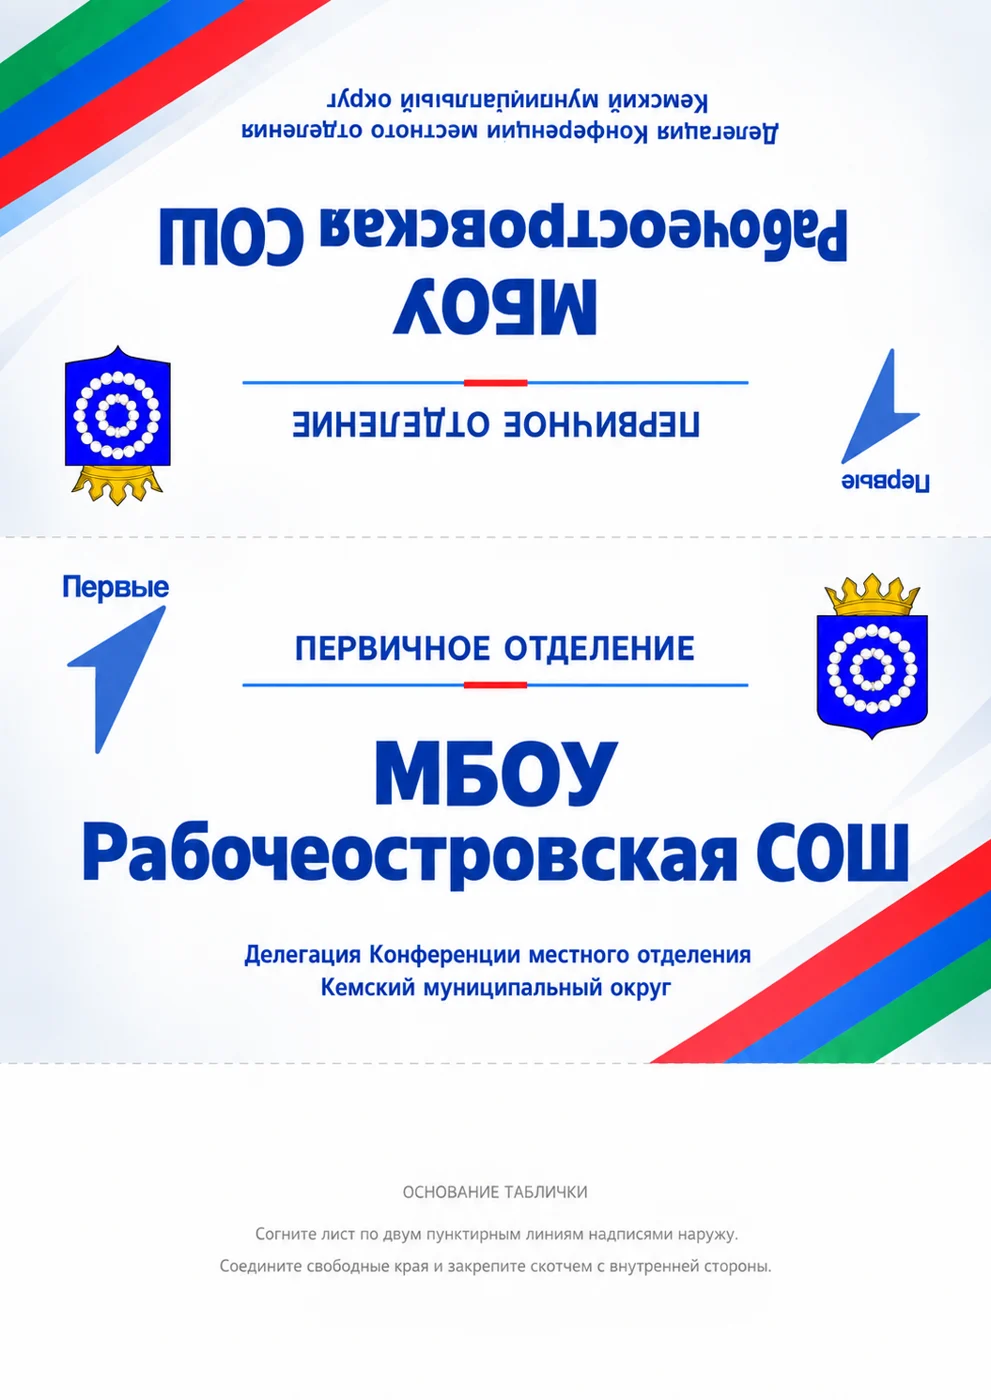 Делегация Конференции местного отделения
Кемский муниципальный округ
Рабочеостровская СОШ
МБОУ
ПЕРВИЧНОЕ ОТДЕЛЕНИЕ
Первые
Первые
ПЕРВИЧНОЕ ОТДЕЛЕНИЕ
МБОУ
Рабочеостровская СОШ
Делегация Конференции местного отделения
Кемский муниципальный округ
ОСНОВАНИЕ ТАБЛИЧКИ
Согните лист по двум пунктирным линиям надписями наружу.
Соедините свободные края и закрепите скотчем с внутренней стороны.